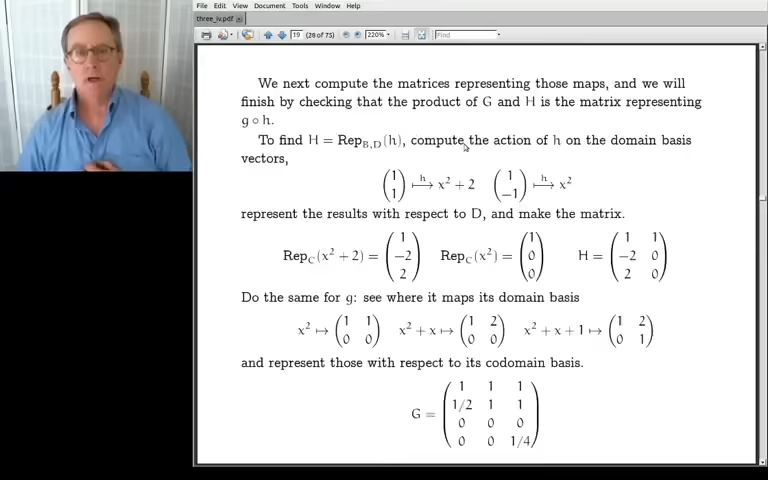 File Edit View Document Tools Window Help
three_iv.pdf
19 (28 of 75) 220% Find
We next compute the matrices representing those maps, and we will
finish by checking that the product of G and H is the matrix representing
g ∘ h.
To find H = Rep_{B,D}(h), compute the action of h on the domain basis
vectors,
(1 1) ⟼^h x² + 2 (1 −1) ⟼^h x²
represent the results with respect to D, and make the matrix.
Rep_C(x² + 2) = (1 −2 2) Rep_C(x²) = (1 0 0) H = (1 1; −2 0; 2 0)
Do the same for g: see where it maps its domain basis
x² ↦ (1 1; 0 0) x² + x ↦ (1 2; 0 0) x² + x + 1 ↦ (1 2; 0 1)
and represent those with respect to its codomain basis.
G = (1 1 1; 1/2 1 1; 0 0 0; 0 0 1/4)